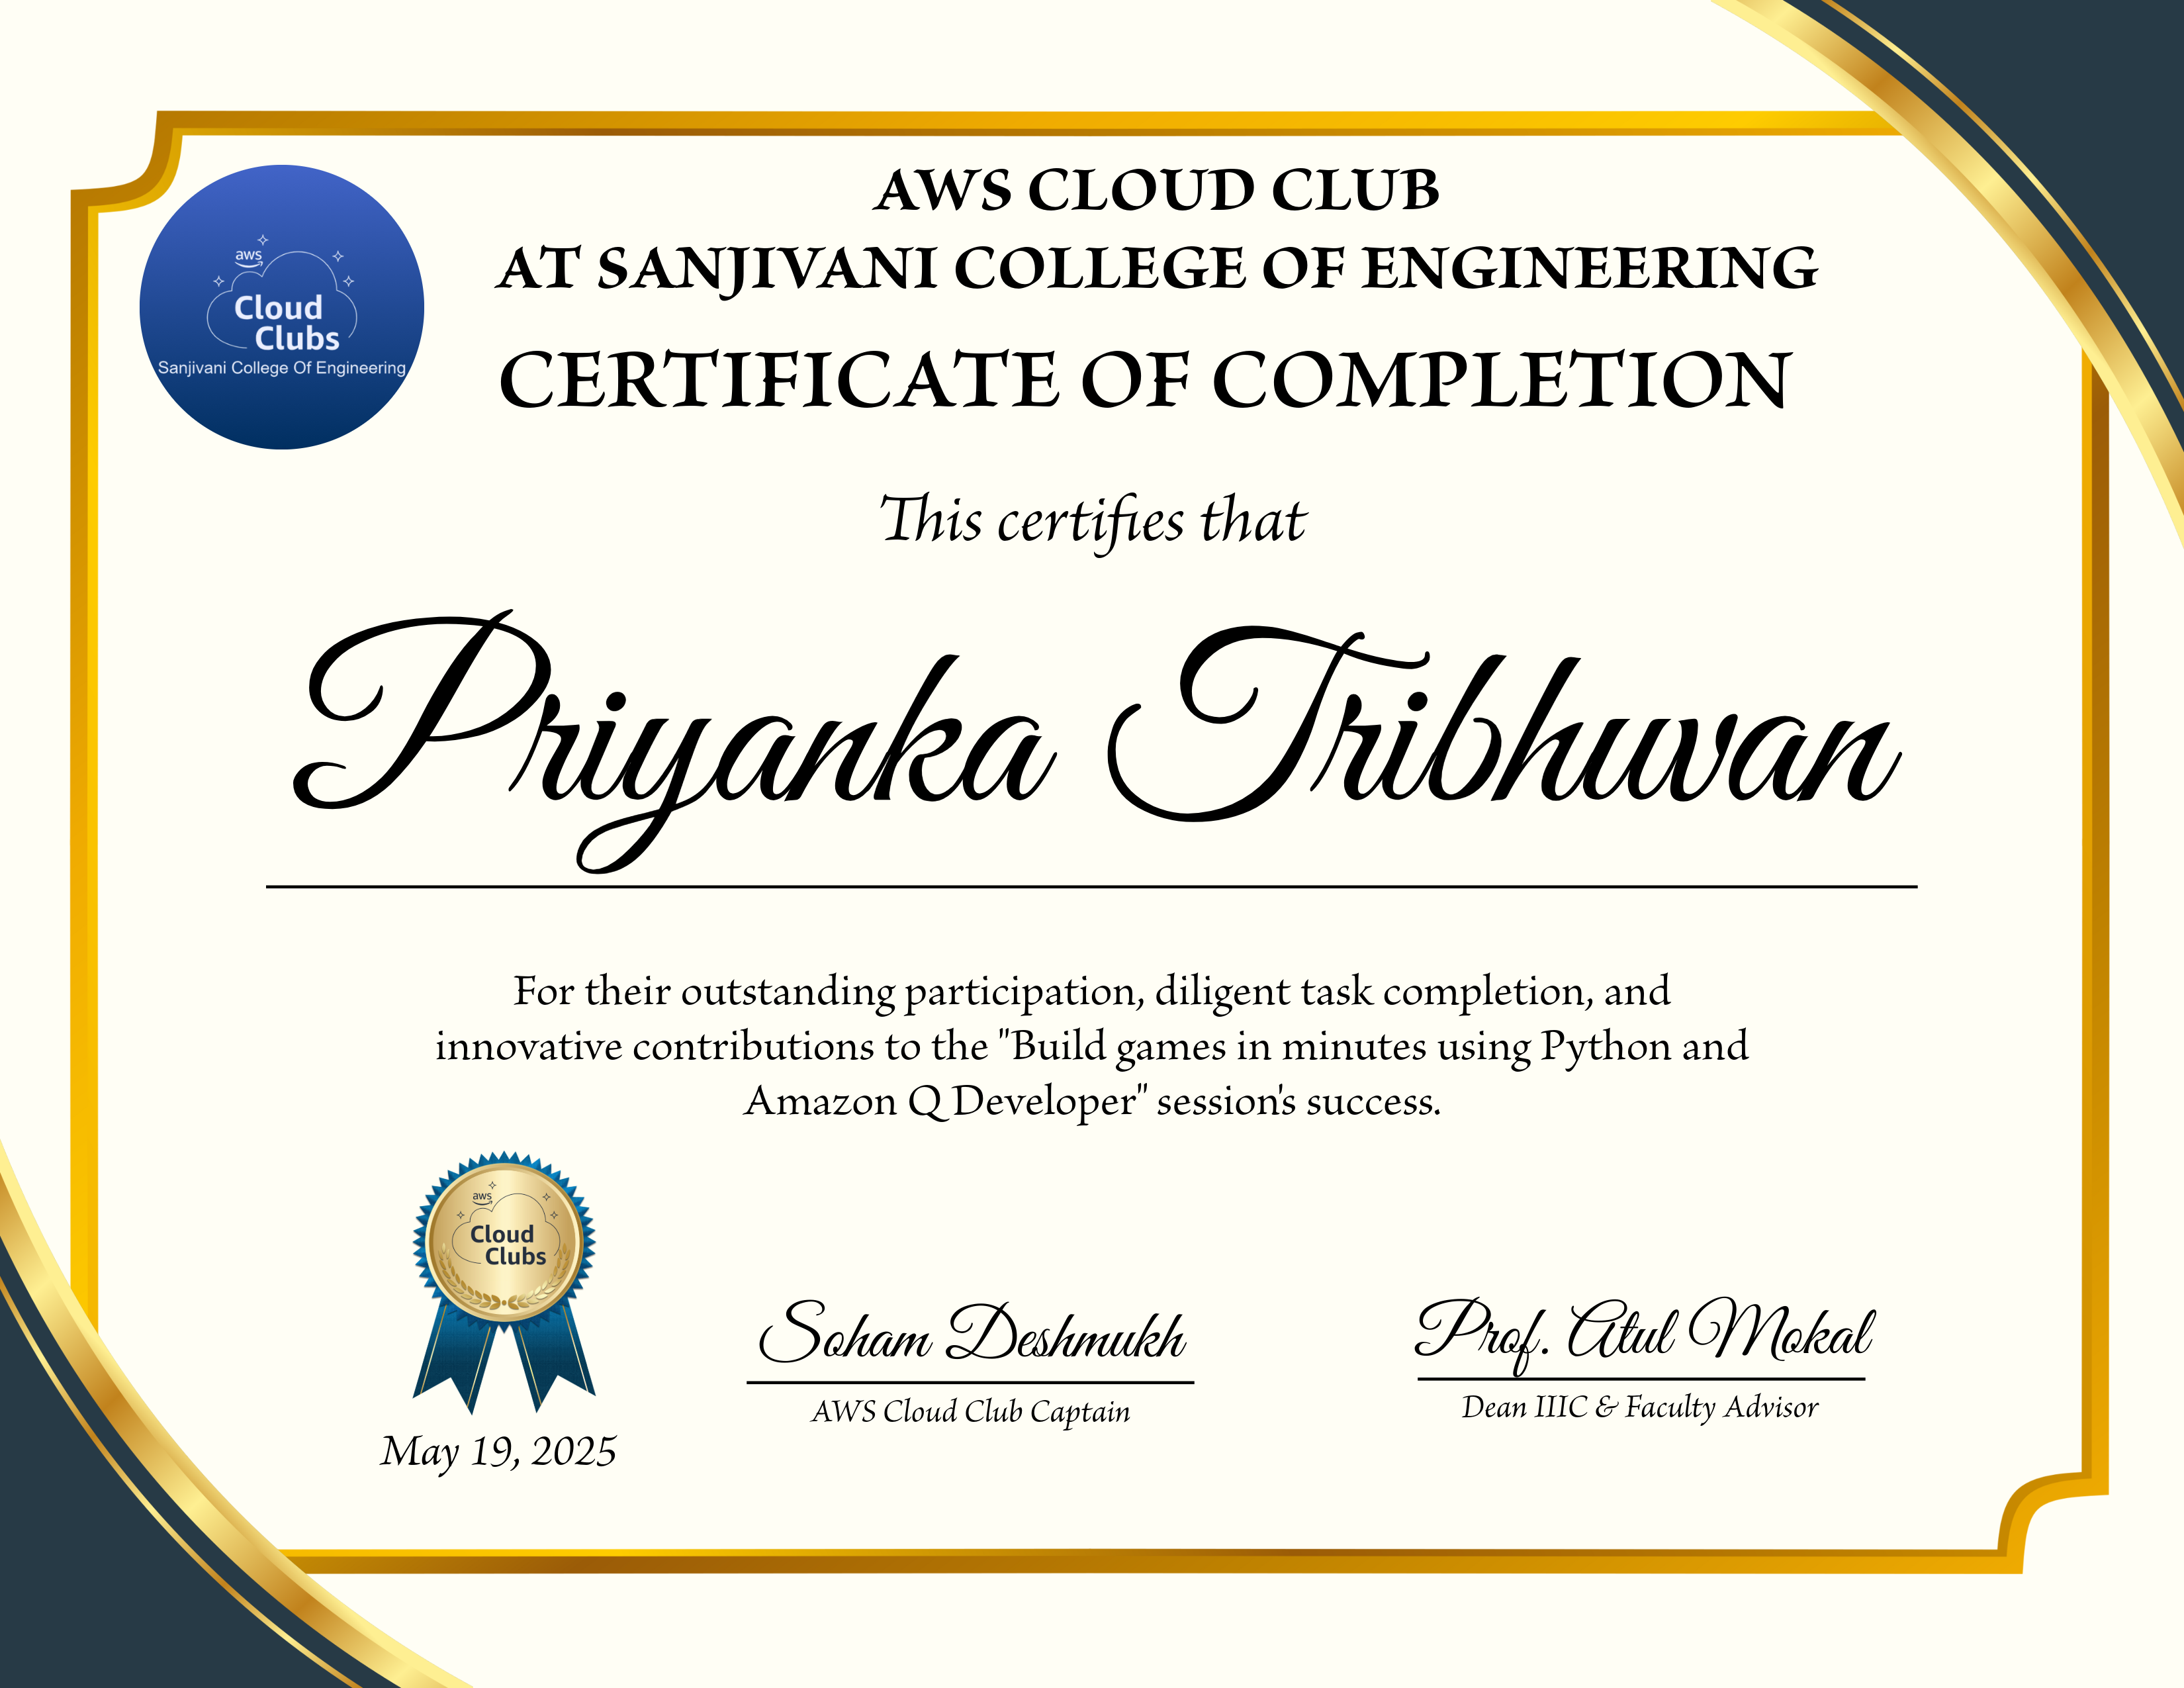 AWS CLOUD CLUB
AT SANJIVANI COLLEGE OF ENGINEERING
CERTIFICATE OF COMPLETION
aws
Cloud
Clubs
Sanjivani College Of Engineering
This certifies that
Priyanka Tribhuvan
For their outstanding participation, diligent task completion, and
innovative contributions to the "Build games in minutes using Python and
Amazon Q Developer" session's success.
aws
Cloud
Clubs
May 19, 2025
Soham Deshmukh
AWS Cloud Club Captain
Prof. Atul Mokal
Dean IIIC & Faculty Advisor